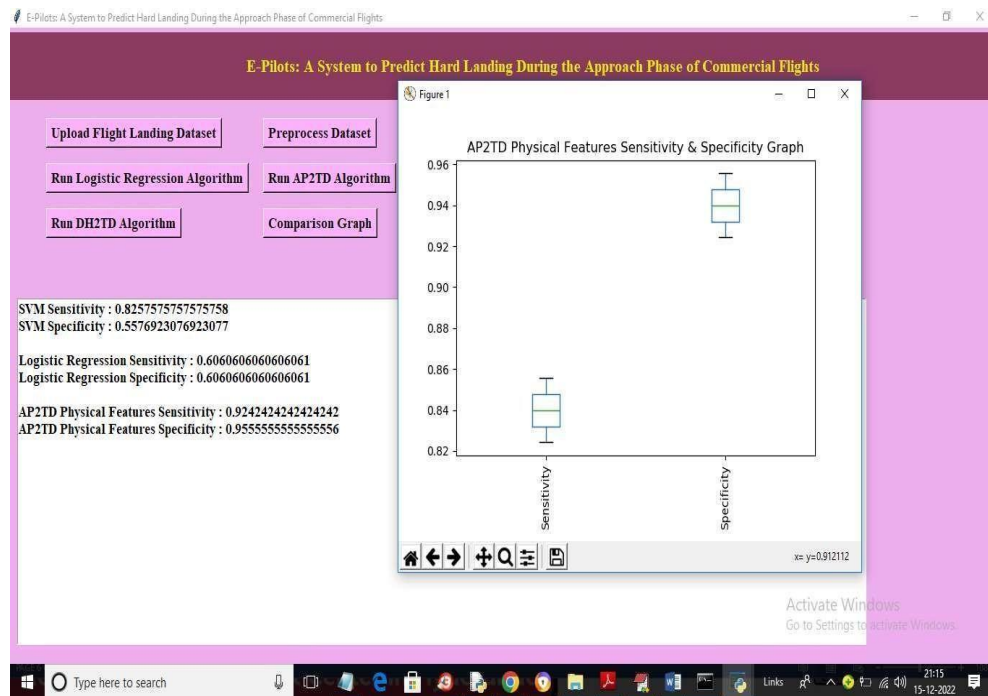 E-Pilots: A System to Predict Hard Landing During the Approach Phase of Commercial Flights
E-Pilots: A System to Predict Hard Landing During the Approach Phase of Commercial Flights
Upload Flight Landing Dataset
Preprocess Dataset
Run Logistic Regression Algorithm
Run AP2TD Algorithm
Run DH2TD Algorithm
Comparison Graph
SVM Sensitivity : 0.8257575757575758
SVM Specificity : 0.5576923076923077
Logistic Regression Sensitivity : 0.6060606060606061
Logistic Regression Specificity : 0.6060606060606061
AP2TD Physical Features Sensitivity : 0.9242424242424242
AP2TD Physical Features Specificity : 0.9555555555555556
Figure 1
AP2TD Physical Features Sensitivity & Specificity Graph
0.96
0.94
0.92
0.90
0.88
0.86
0.84
0.82
Sensitivity
Specificity
x= y=0.912112
Activate Windows
Go to Settings to activate Windows.
Type here to search
Links
21:15
15-12-2022